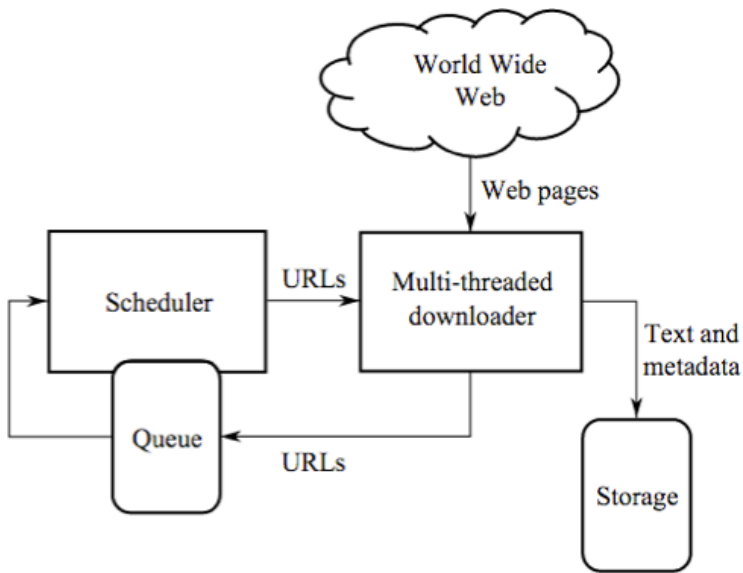 World Wide
Web
Web pages
Scheduler
URLs
Multi-threaded
downloader
Text and
metadata
Queue
URLs
Storage